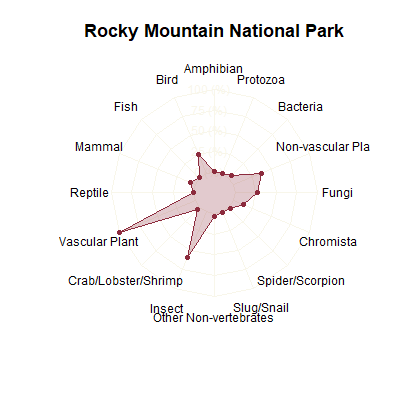 Rocky Mountain National Park
Amphibian
Bird
Protozoa
Fish
Bacteria
Mammal
Non-vascular Pla
Reptile
Fungi
Vascular Plant
Chromista
Crab/Lobster/Shrimp
Spider/Scorpion
Insect
Slug/Snail
Other Non-vertebrates